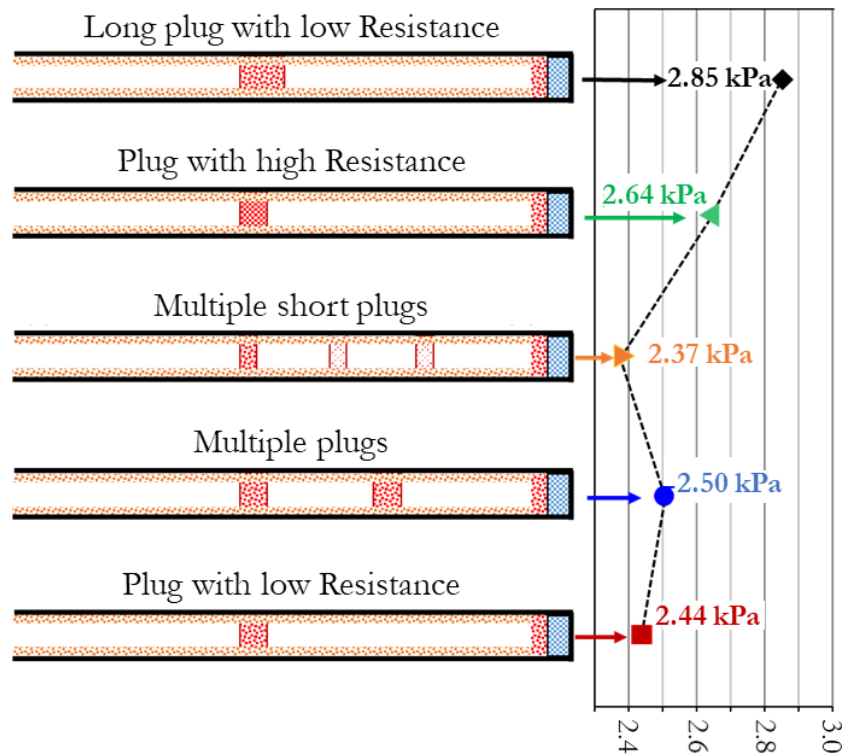 Long plug with low Resistance
2.85 kPa
Plug with high Resistance
2.64 kPa
Multiple short plugs
2.37 kPa
Multiple plugs
2.50 kPa
Plug with low Resistance
2.44 kPa
2.4
2.6
2.8
3.0